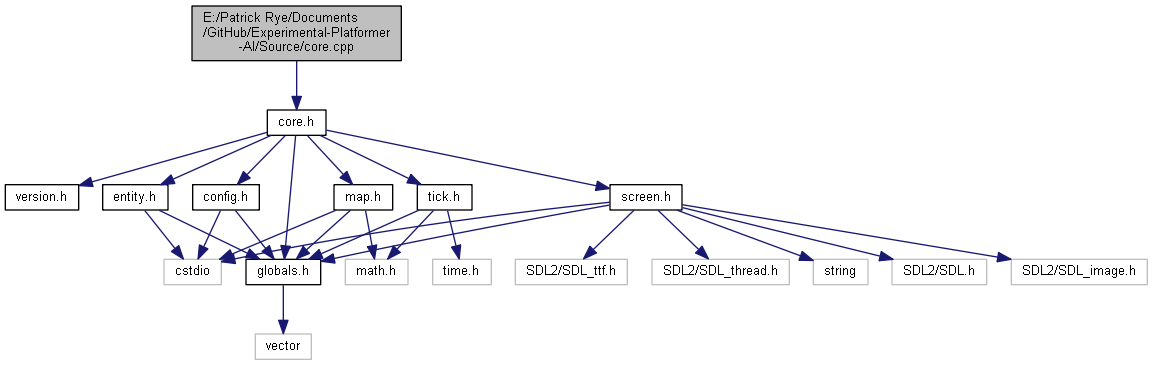 E:/Patrick Rye/Documents
/GitHub/Experimental-Platformer
-AI/Source/core.cpp
core.h
version.h
entity.h
config.h
map.h
tick.h
screen.h
cstdio
globals.h
math.h
time.h
SDL2/SDL_ttf.h
SDL2/SDL_thread.h
string
SDL2/SDL.h
SDL2/SDL_image.h
vector